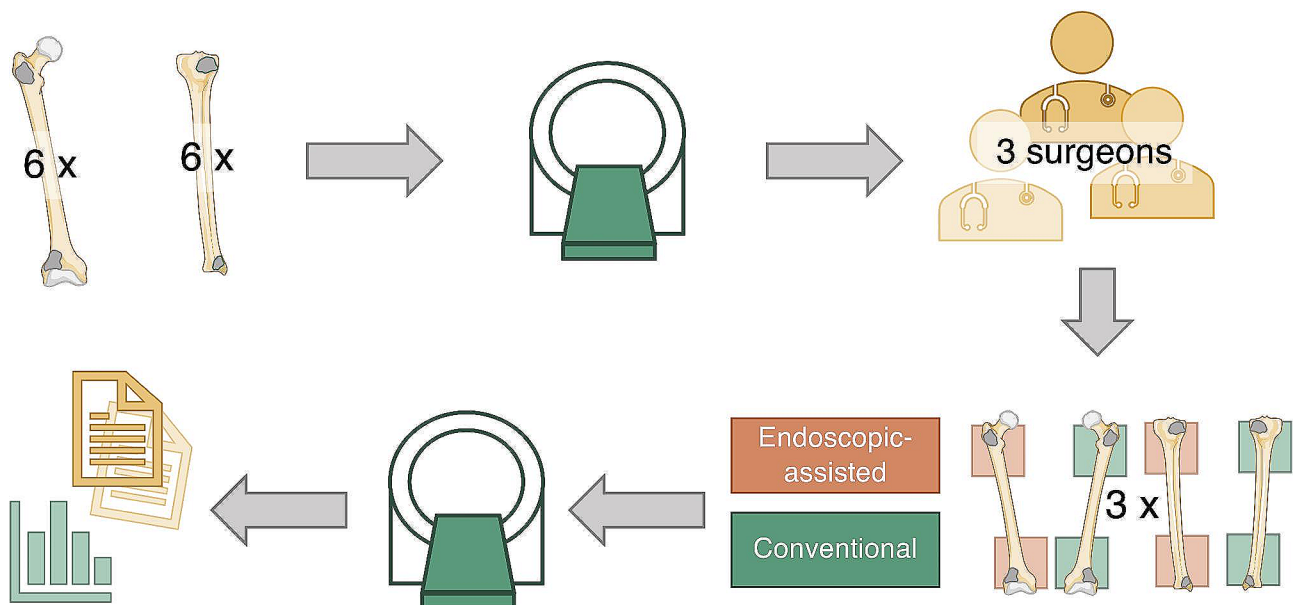 6 x
6 x
3 surgeons
Endoscopic-
assisted
Conventional
3 x